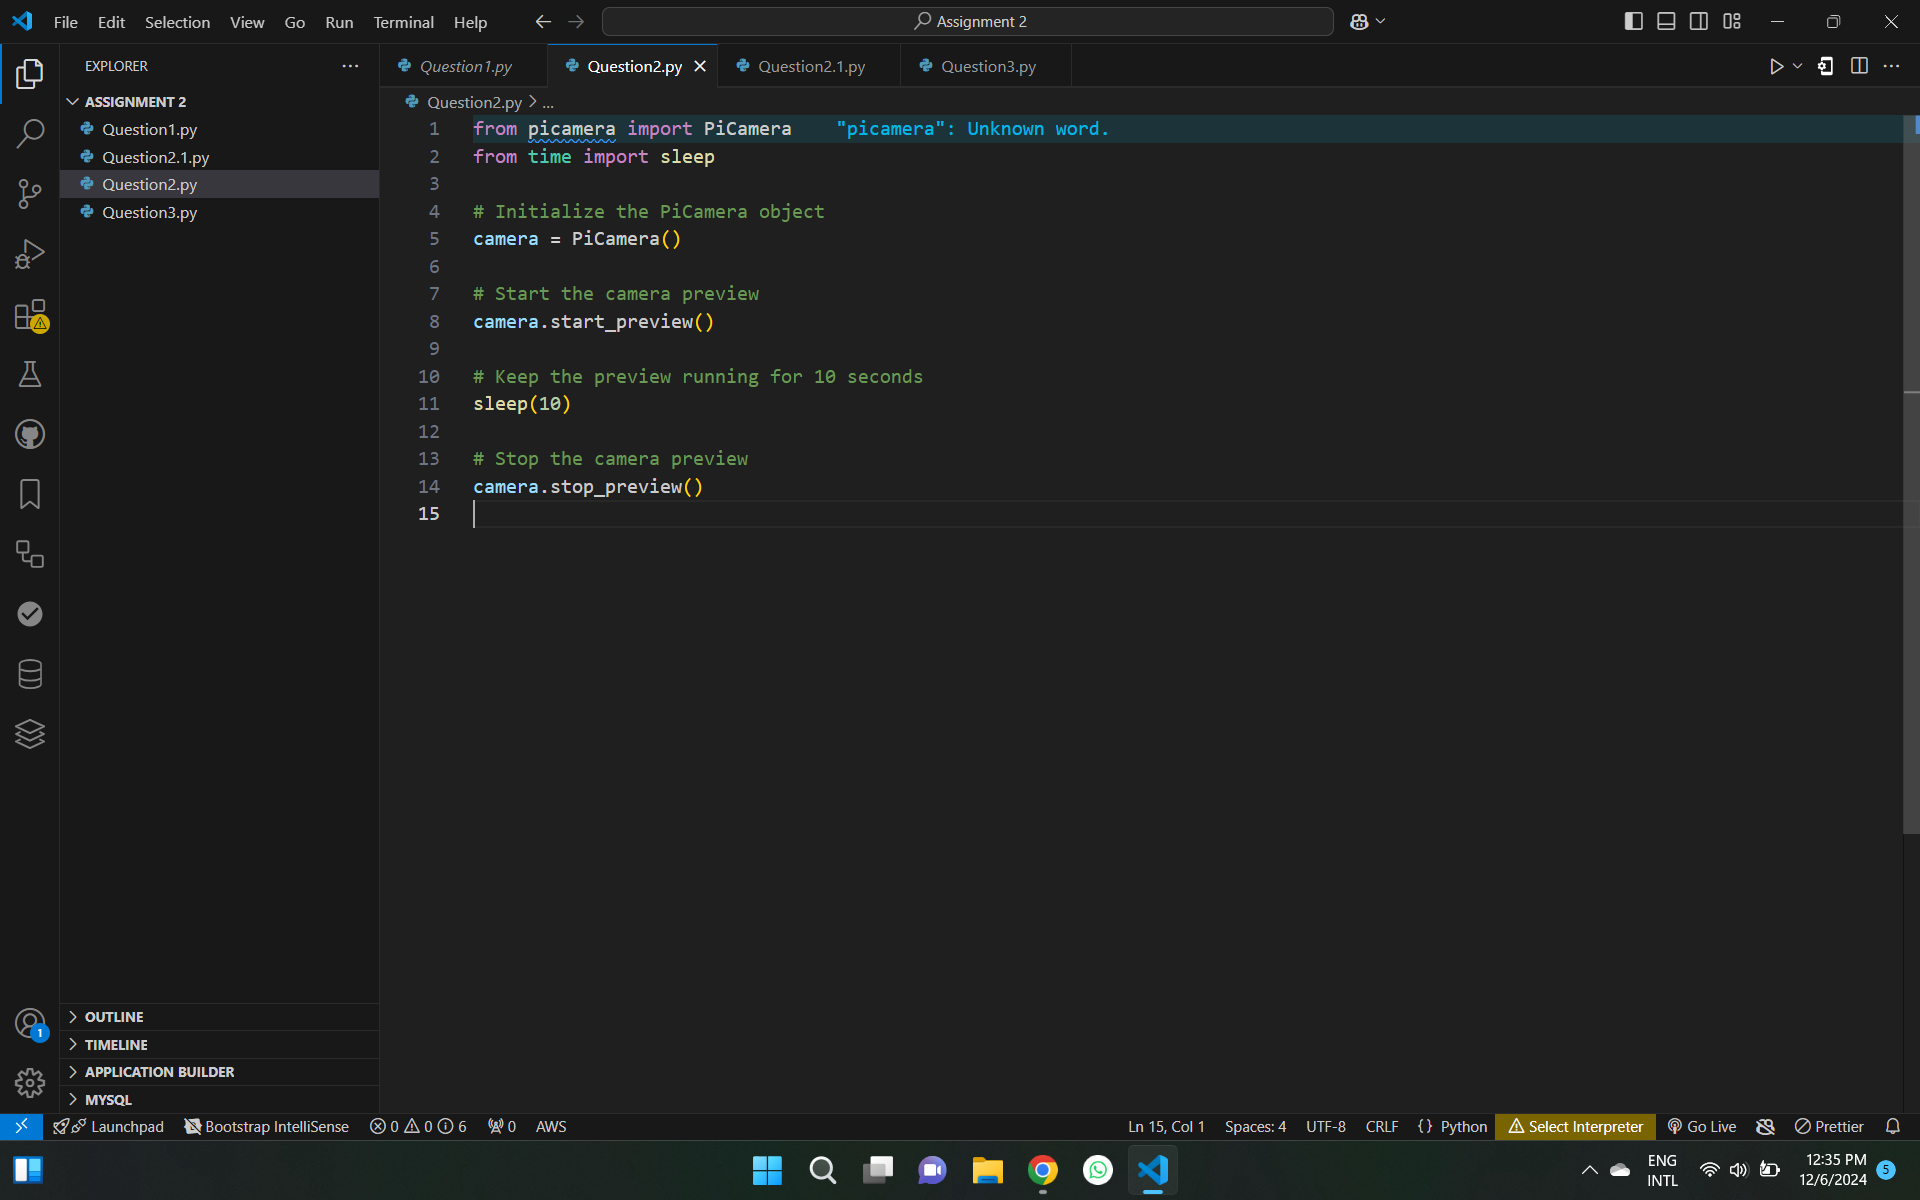 File Edit Selection View Go Run Terminal Help
Assignment 2
EXPLORER
ASSIGNMENT 2
Question1.py
Question2.1.py
Question2.py
Question3.py
Question1.py
Question2.py
Question2.1.py
Question3.py
Question2.py > ...
1 from picamera import PiCamera "picamera": Unknown word.
2 from time import sleep
3
4 # Initialize the PiCamera object
5 camera = PiCamera()
6
7 # Start the camera preview
8 camera.start_preview()
9
10 # Keep the preview running for 10 seconds
11 sleep(10)
12
13 # Stop the camera preview
14 camera.stop_preview()
15
OUTLINE
TIMELINE
APPLICATION BUILDER
MYSQL
1
Launchpad Bootstrap IntelliSense 0 0 6 0 AWS
Ln 15, Col 1 Spaces: 4 UTF-8 CRLF {} Python Select Interpreter Go Live Prettier
ENG
INTL
12:35 PM
12/6/2024
5